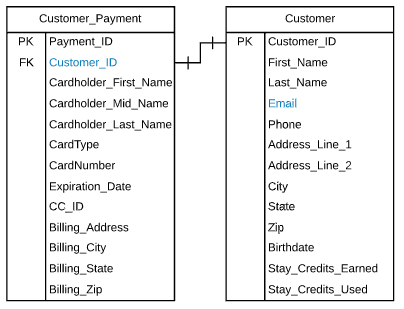 Customer_Payment
PK Payment_ID
FK Customer_ID
Cardholder_First_Name
Cardholder_Mid_Name
Cardholder_Last_Name
CardType
CardNumber
Expiration_Date
CC_ID
Billing_Address
Billing_City
Billing_State
Billing_Zip
Customer
PK Customer_ID
First_Name
Last_Name
Email
Phone
Address_Line_1
Address_Line_2
City
State
Zip
Birthdate
Stay_Credits_Earned
Stay_Credits_Used